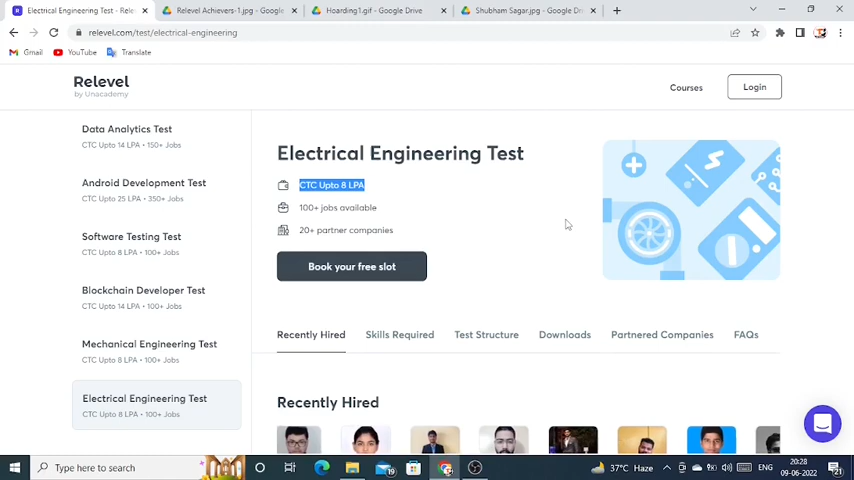 Electrical Engineering Test - Rele
Relevel Achievers-1.jpg - Google
Hoarding1.gif - Google Drive
Shubham Sagar.jpg - Google Dri
relevel.com/test/electrical-engineering
Gmail
YouTube
Translate
Relevel
by Unacademy
Courses
Login
Data Analytics Test
CTC Upto 14 LPA • 150+ Jobs
Android Development Test
CTC Upto 25 LPA • 350+ Jobs
Software Testing Test
CTC Upto 8 LPA • 100+ Jobs
Blockchain Developer Test
CTC Upto 14 LPA • 100+ Jobs
Mechanical Engineering Test
CTC Upto 8 LPA • 100+ Jobs
Electrical Engineering Test
CTC Upto 8 LPA • 100+ Jobs
Electrical Engineering Test
CTC Upto 8 LPA
100+ jobs available
20+ partner companies
Book your free slot
Recently Hired
Skills Required
Test Structure
Downloads
Partnered Companies
FAQs
Recently Hired
Type here to search
19
37°C Haze
ENG
20:28
09-06-2022
21